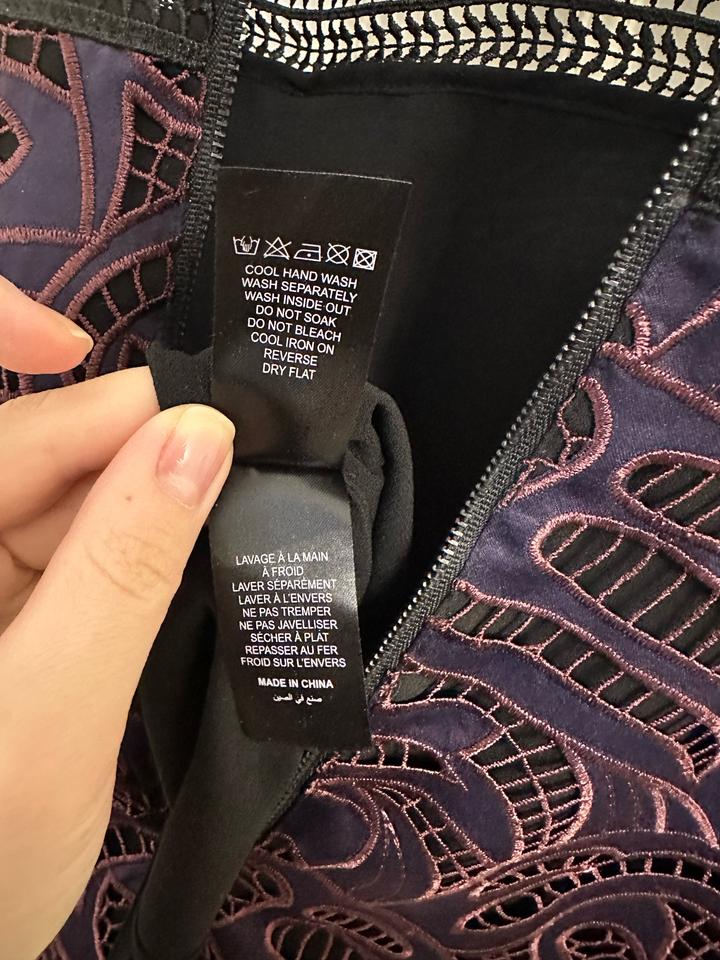 COOL HAND WASH
WASH SEPARATELY
WASH INSIDE OUT
DO NOT SOAK
DO NOT BLEACH
COOL IRON ON
REVERSE
DRY FLAT
LAVAGE À LA MAIN
À FROID
LAVER SÉPARÉMENT
LAVER À L'ENVERS
NE PAS TREMPER
NE PAS JAVELLISER
SÉCHER À PLAT
REPASSER AU FER
FROID SUR L'ENVERS
MADE IN CHINA
صنع في الصين